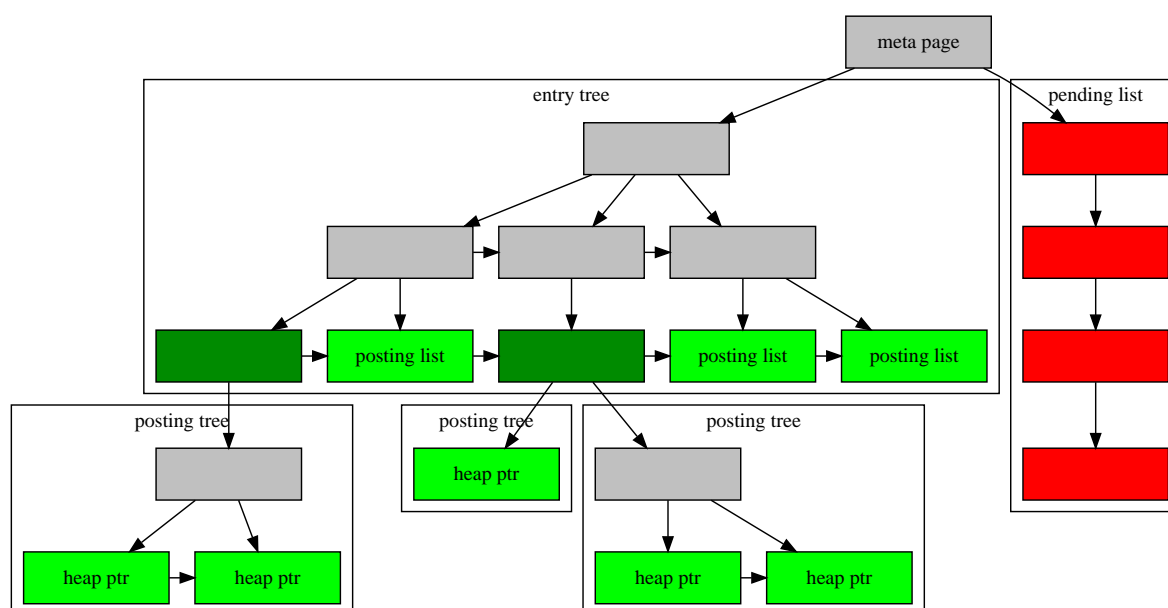 meta page
entry tree
pending list
posting list
posting list
posting list
posting tree
posting tree
posting tree
heap ptr
heap ptr
heap ptr
heap ptr
heap ptr